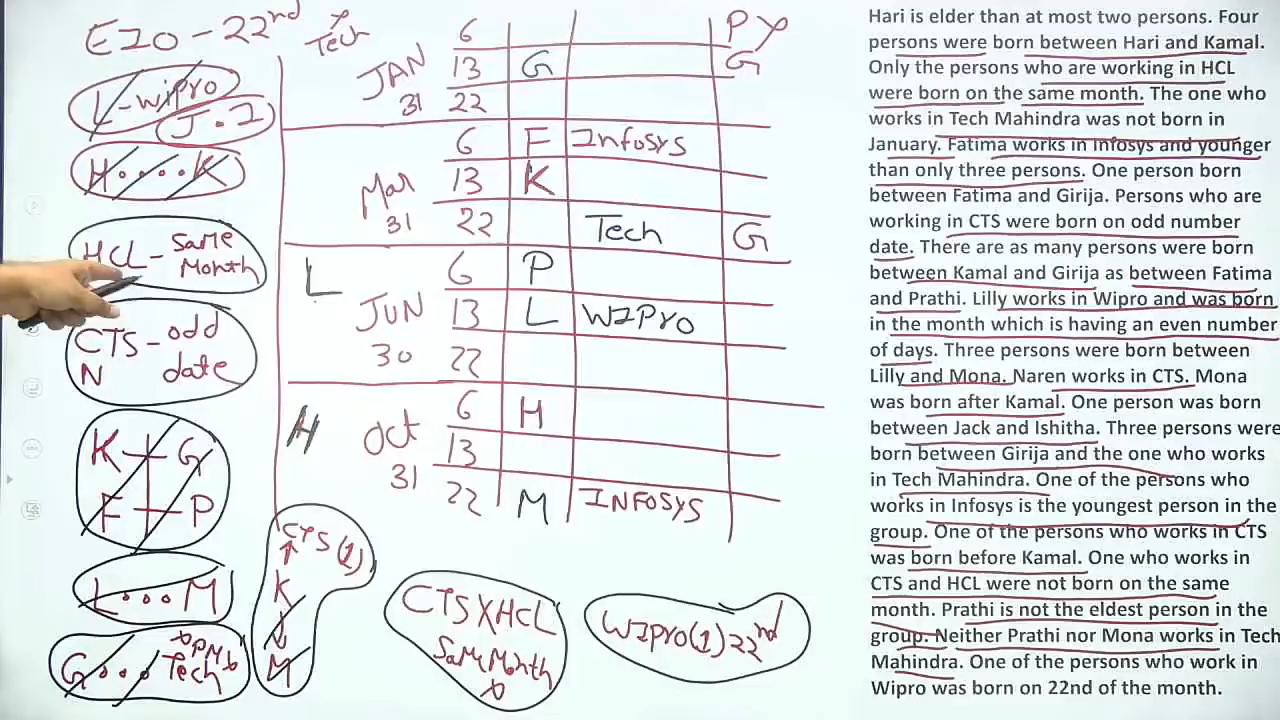 EIO - 22nd
Tech
L-Wipro
J . I
H . . . . K
HCL - Same
Month
CTS - odd
N date
K + G
F + P
L . . . M
G . . . Tech
PM
CTS (1)
K
M
CTS X HCL
Same Month
WIPro(1) 22nd
P
6
JAN 13 G G
31 22
6 F Infosys
Mar 13 K
31 22 Tech G
L 6 P
JUN 13 L WIPro
30 22
H 6 H
Oct 13
31 22 M INFOSYS
Hari is elder than at most two persons. Four
persons were born between Hari and Kamal.
Only the persons who are working in HCL
were born on the same month. The one who
works in Tech Mahindra was not born in
January. Fatima works in Infosys and younger
than only three persons. One person born
between Fatima and Girija. Persons who are
working in CTS were born on odd number
date. There are as many persons were born
between Kamal and Girija as between Fatima
and Prathi. Lilly works in Wipro and was born
in the month which is having an even number
of days. Three persons were born between
Lilly and Mona. Naren works in CTS. Mona
was born after Kamal. One person was born
between Jack and Ishitha. Three persons were
born between Girija and the one who works
in Tech Mahindra. One of the persons who
works in Infosys is the youngest person in the
group. One of the persons who works in CTS
was born before Kamal. One who works in
CTS and HCL were not born on the same
month. Prathi is not the eldest person in the
group. Neither Prathi nor Mona works in Tech
Mahindra. One of the persons who work in
Wipro was born on 22nd of the month.